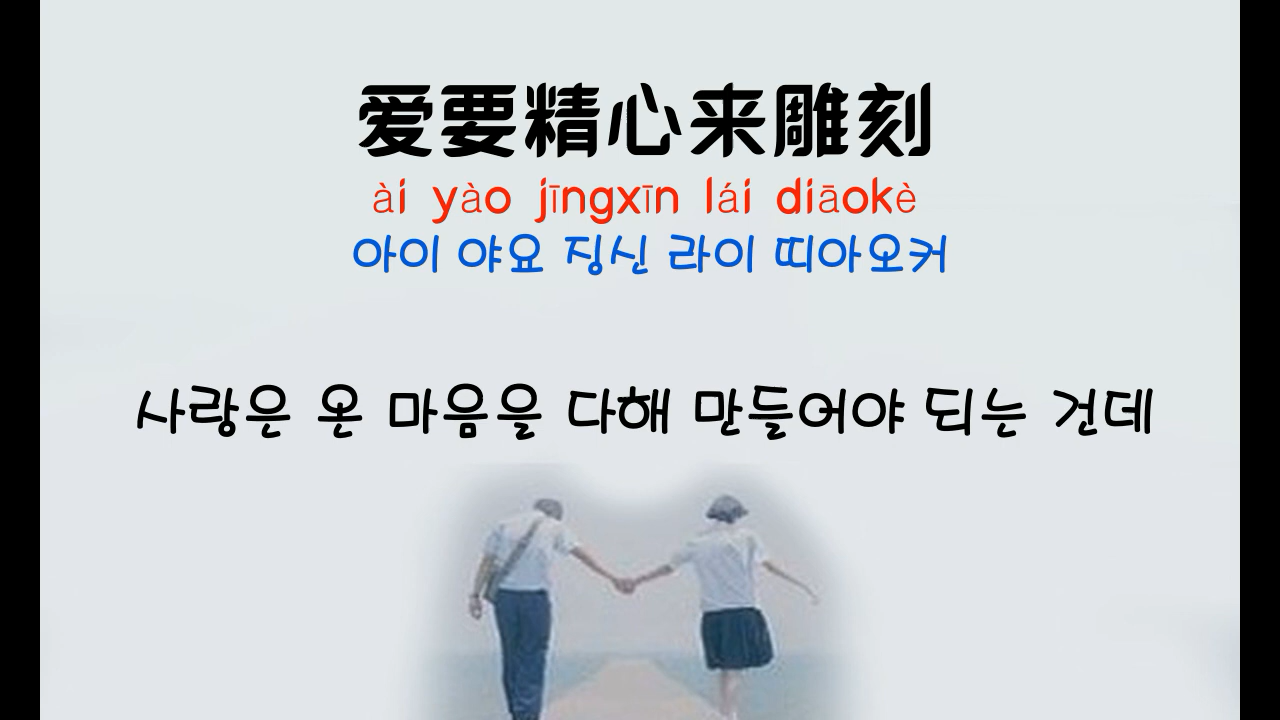 爱要精心来雕刻
ài yào jīngxīn lái diāokè
아이 야요 징신 라이 띠아오커
사랑은 온 마음을 다해 만들어야 되는 건데